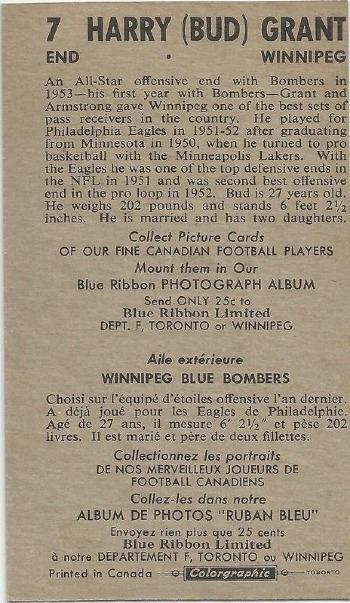 7 HARRY (BUD) GRANT
END • WINNIPEG
An All-Star offensive end with Bombers in
1953—his first year with Bombers—Grant and
Armstrong gave Winnipeg one of the best sets of
pass receivers in the country. He played for
Philadelphia Eagles in 1951-52 after graduating
from Minnesota in 1950, when he turned to pro
basketball with the Minneapolis Lakers. With
the Eagles he was one of the top defensive ends in
the NFL in 1951 and was second best offensive
end in the pro loop in 1952. Bud is 27 years old.
He weighs 202 pounds and stands 6 feet 2½
inches. He is married and has two daughters.
Collect Picture Cards
OF OUR FINE CANADIAN FOOTBALL PLAYERS
Mount them in Our
Blue Ribbon PHOTOGRAPH ALBUM
Send ONLY 25c to
Blue Ribbon Limited
DEPT. F, TORONTO or WINNIPEG
Aile extérieure
WINNIPEG BLUE BOMBERS
Choisi sur l'équipé d'étoiles offensive l'an dernier.
A déjà joué pour les Eagles de Philadelphie.
Agé de 27 ans, il mesure 6' 2½" et pèse 202
livres. Il est marié et père de deux fillettes.
Collectionnez les portraits
DE NOS MERVEILLEUX JOUEURS DE
FOOTBALL CANADIENS
Collez-les dans notre
ALBUM DE PHOTOS "RUBAN BLEU"
Envoyez rien plus que 25 cents
Blue Ribbon Limited
à notre DEPARTEMENT F, TORONTO ou WINNIPEG
Printed in Canada Colorgraphic TORONTO